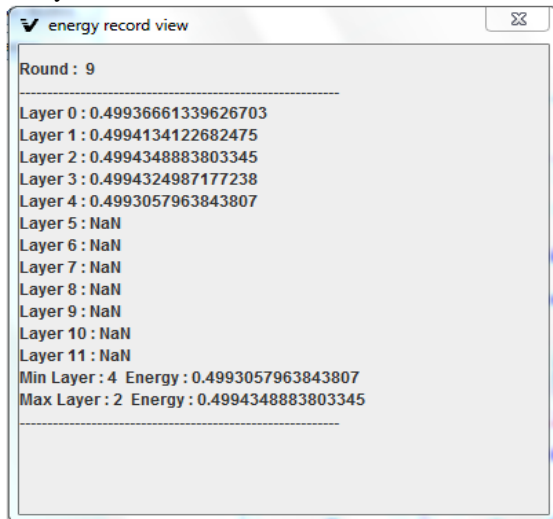 energy record view
Round : 9
----------------------------------------------------------
Layer 0 : 0.49936661339626703
Layer 1 : 0.4994134122682475
Layer 2 : 0.4994348883803345
Layer 3 : 0.4994324987177238
Layer 4 : 0.4993057963843807
Layer 5 : NaN
Layer 6 : NaN
Layer 7 : NaN
Layer 8 : NaN
Layer 9 : NaN
Layer 10 : NaN
Layer 11 : NaN
Min Layer : 4  Energy : 0.4993057963843807
Max Layer : 2  Energy : 0.4994348883803345
----------------------------------------------------------